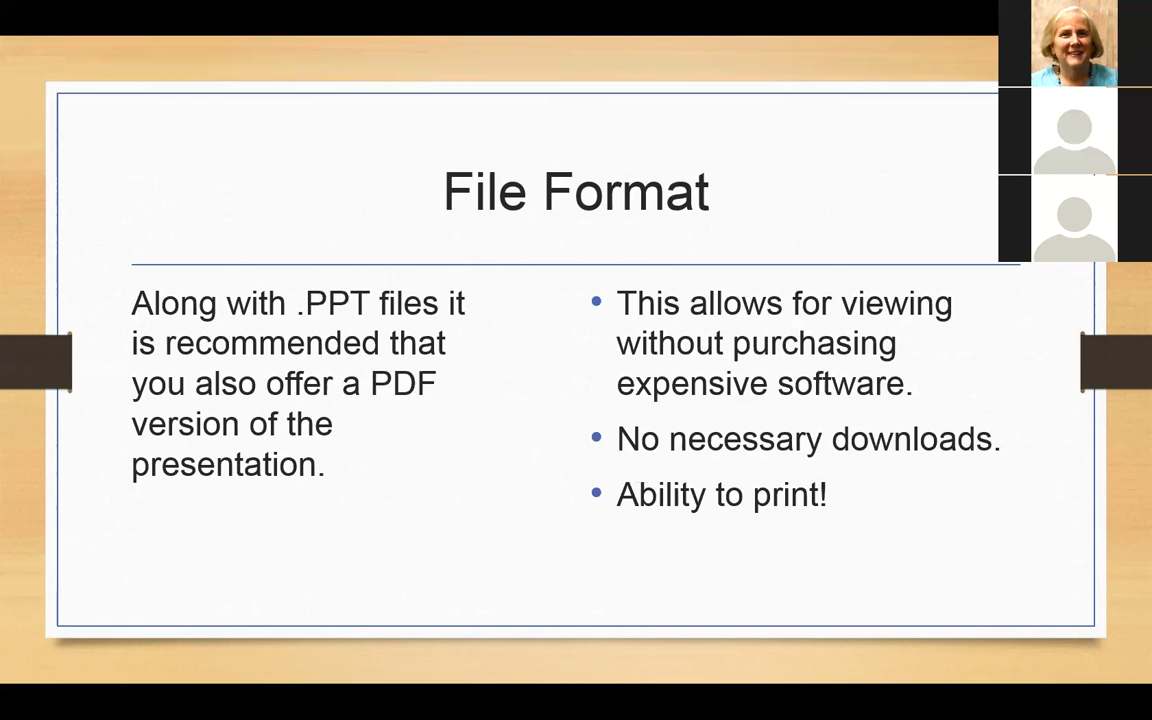 File Format
Along with .PPT files it
is recommended that
you also offer a PDF
version of the
presentation.
• This allows for viewing
without purchasing
expensive software.
• No necessary downloads.
• Ability to print!